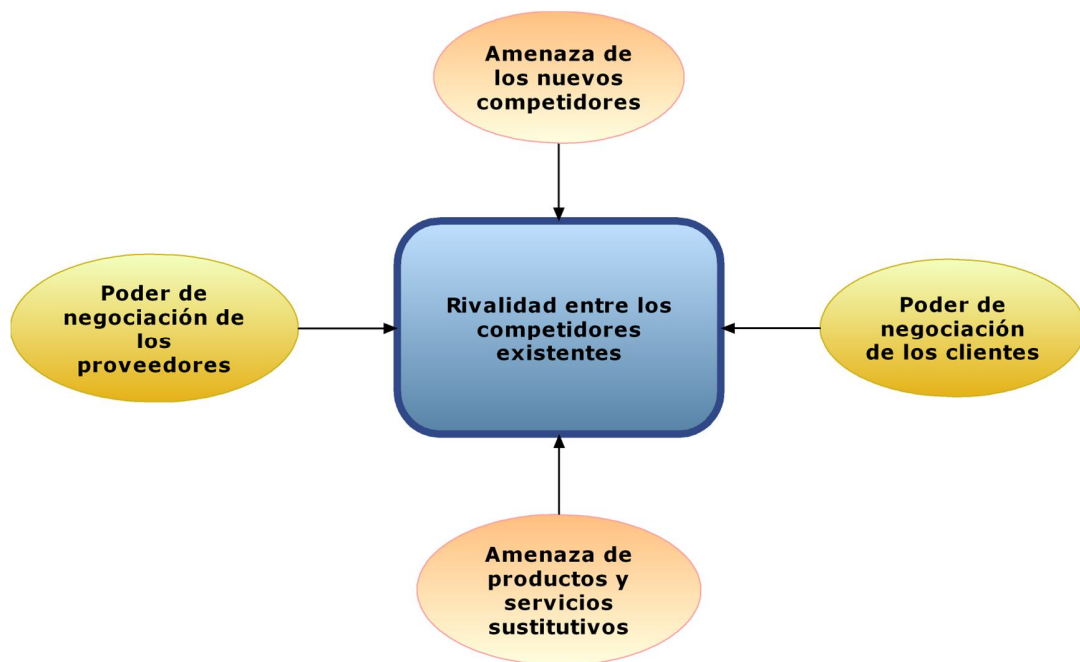 Amenaza de
los nuevos
competidores
Poder de
negociación de
los
proveedores
Rivalidad entre los
competidores
existentes
Poder de
negociación
de los clientes
Amenaza de
productos y
servicios
sustitutivos